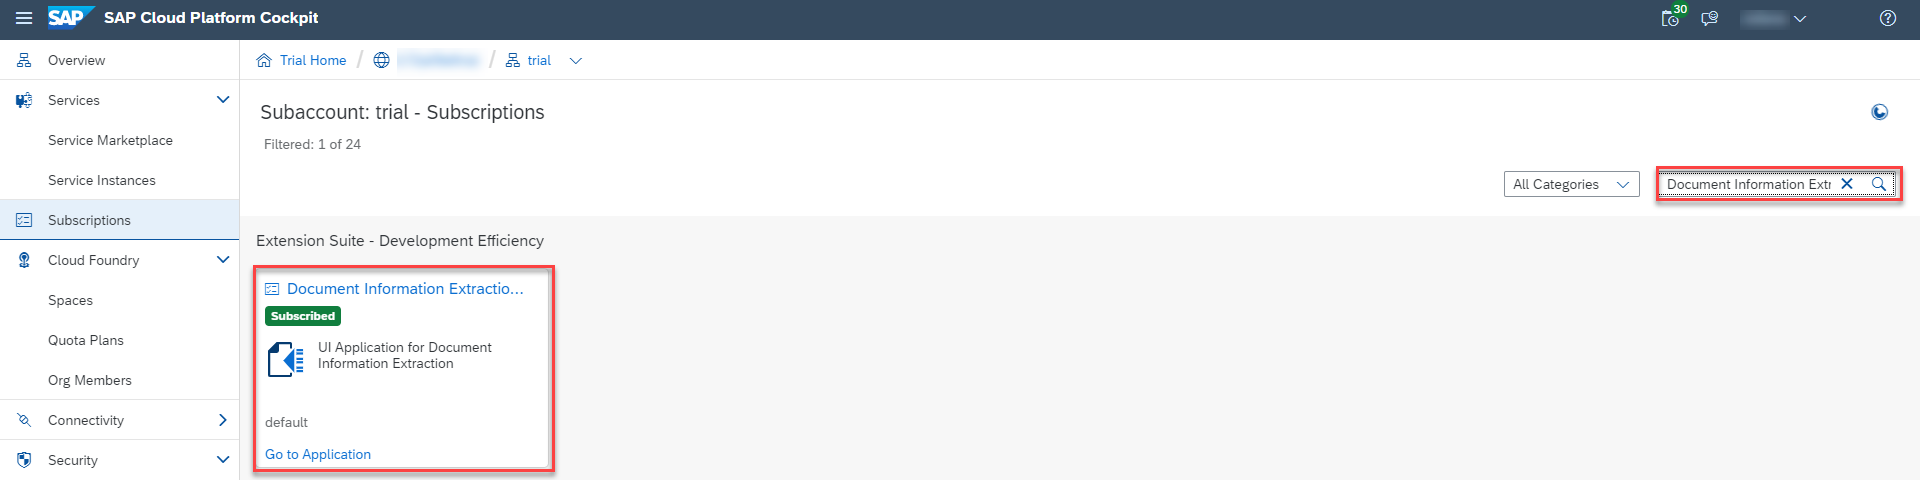 SAP SAP Cloud Platform Cockpit
30
Overview
Services
Service Marketplace
Service Instances
Subscriptions
Cloud Foundry
Spaces
Quota Plans
Org Members
Connectivity
Security
Trial Home / / trial
Subaccount: trial - Subscriptions
Filtered: 1 of 24
All Categories
Document Information Extr
Extension Suite - Development Efficiency
Document Information Extractio...
Subscribed
UI Application for Document
Information Extraction
default
Go to Application